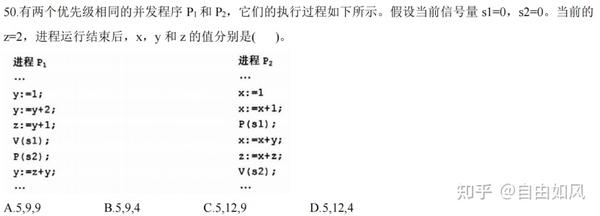 50.有两个优先级相同的并发程序 P₁ 和 P₂，它们的执行过程如下所示。假设当前信号量 s1=0，s2=0。当前的
z=2，进程运行结束后，x，y 和 z 的值分别是(    )。
进程 P₁    进程 P₂
…    …
y:=1;    x:=1
y:=y+2;    x:=x+1;
z:=y+1;    P(s1);
V(s1);    x:=x+y;
P(s2);    z:=x+z;
y:=z+y;    V(s2);
…    …
A.5,9,9    B.5,9,4    C.5,12,9    D.5,12,4
知乎 @自由如风